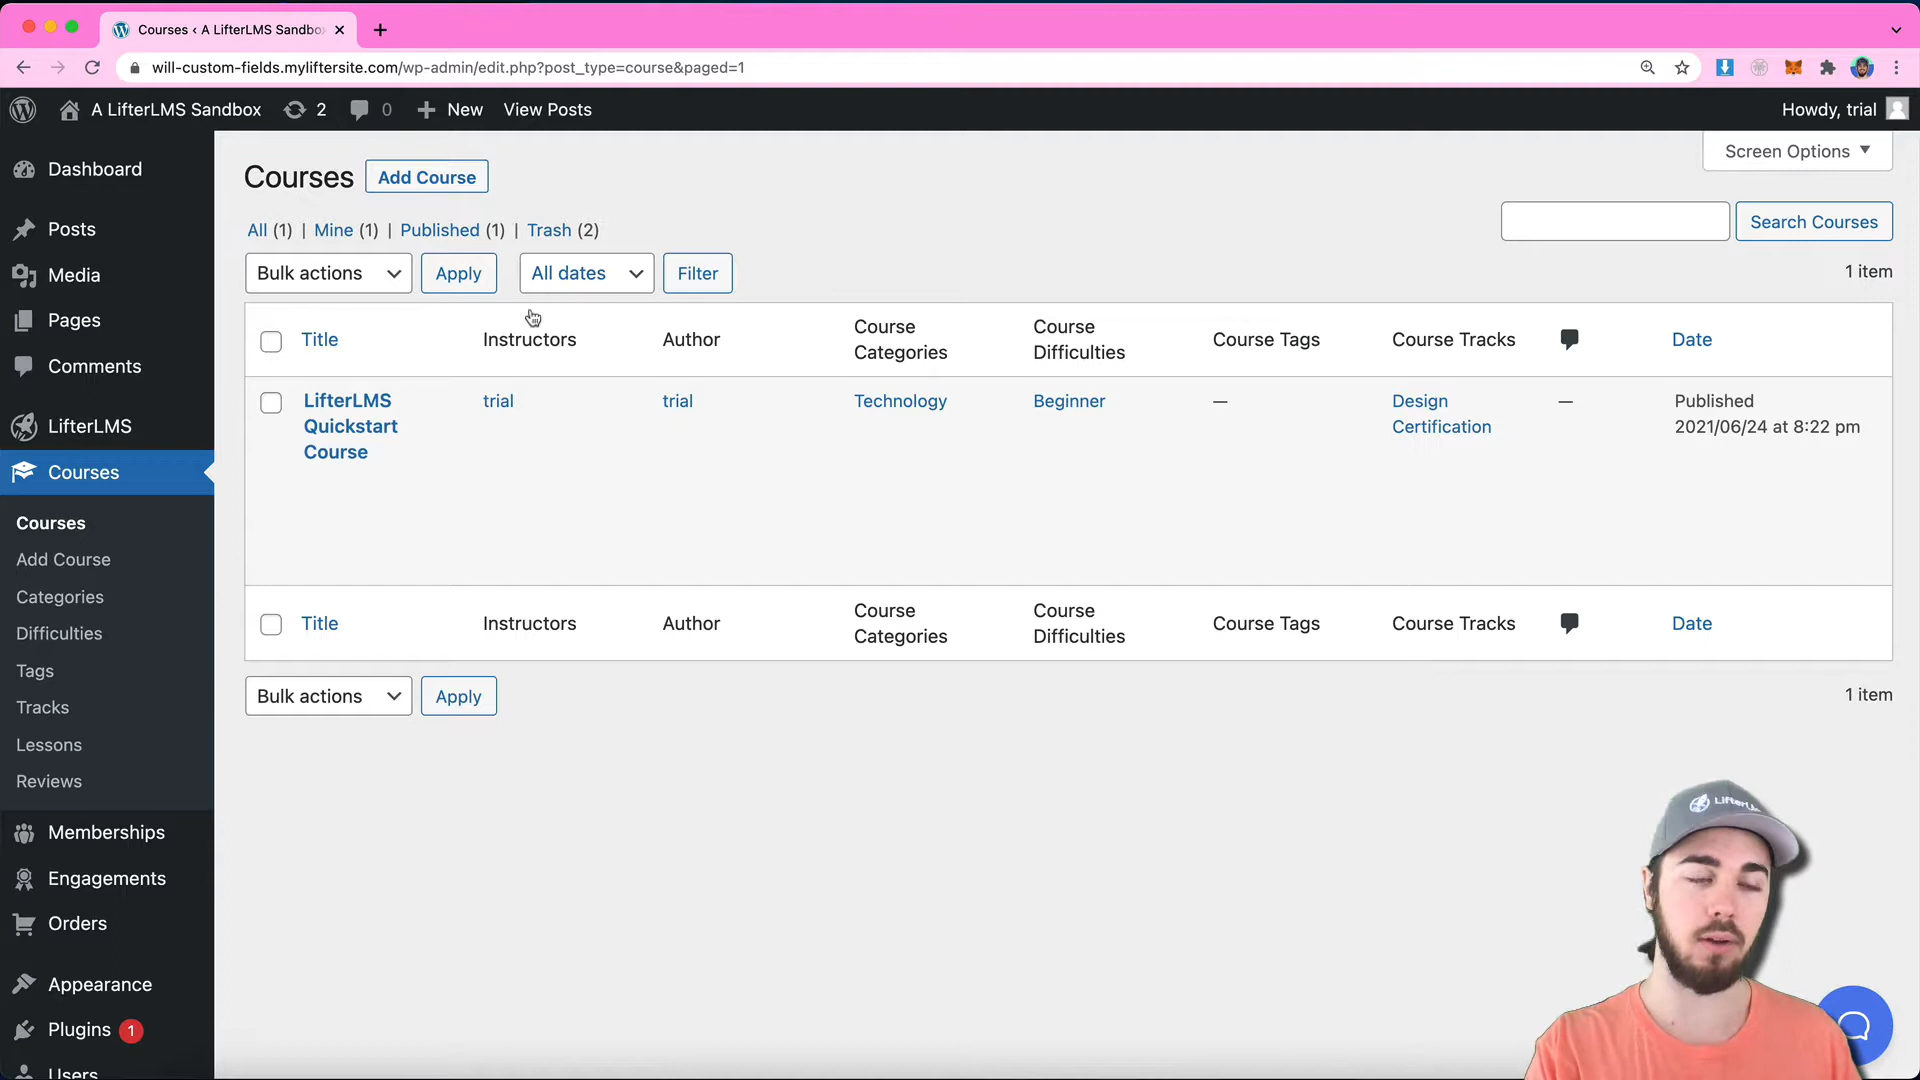 Courses ‹ A LifterLMS Sandbo
will-custom-fields.myliftersite.com/wp-admin/edit.php?post_type=course&paged=1
A LifterLMS Sandbox 2 0 New View Posts
Howdy, trial
Dashboard
Posts
Media
Pages
Comments
LifterLMS
Courses
Courses
Add Course
Categories
Difficulties
Tags
Tracks
Lessons
Reviews
Memberships
Engagements
Orders
Appearance
Plugins 1
Users
Screen Options
Courses Add Course
All (1) | Mine (1) | Published (1) | Trash (2)
Search Courses
Bulk actions Apply All dates Filter
1 item
Title Instructors Author Course Categories Course Difficulties Course Tags Course Tracks Date
LifterLMS Quickstart Course trial trial Technology Beginner — Design Certification — Published 2021/06/24 at 8:22 pm
Title Instructors Author Course Categories Course Difficulties Course Tags Course Tracks Date
Bulk actions Apply
1 item